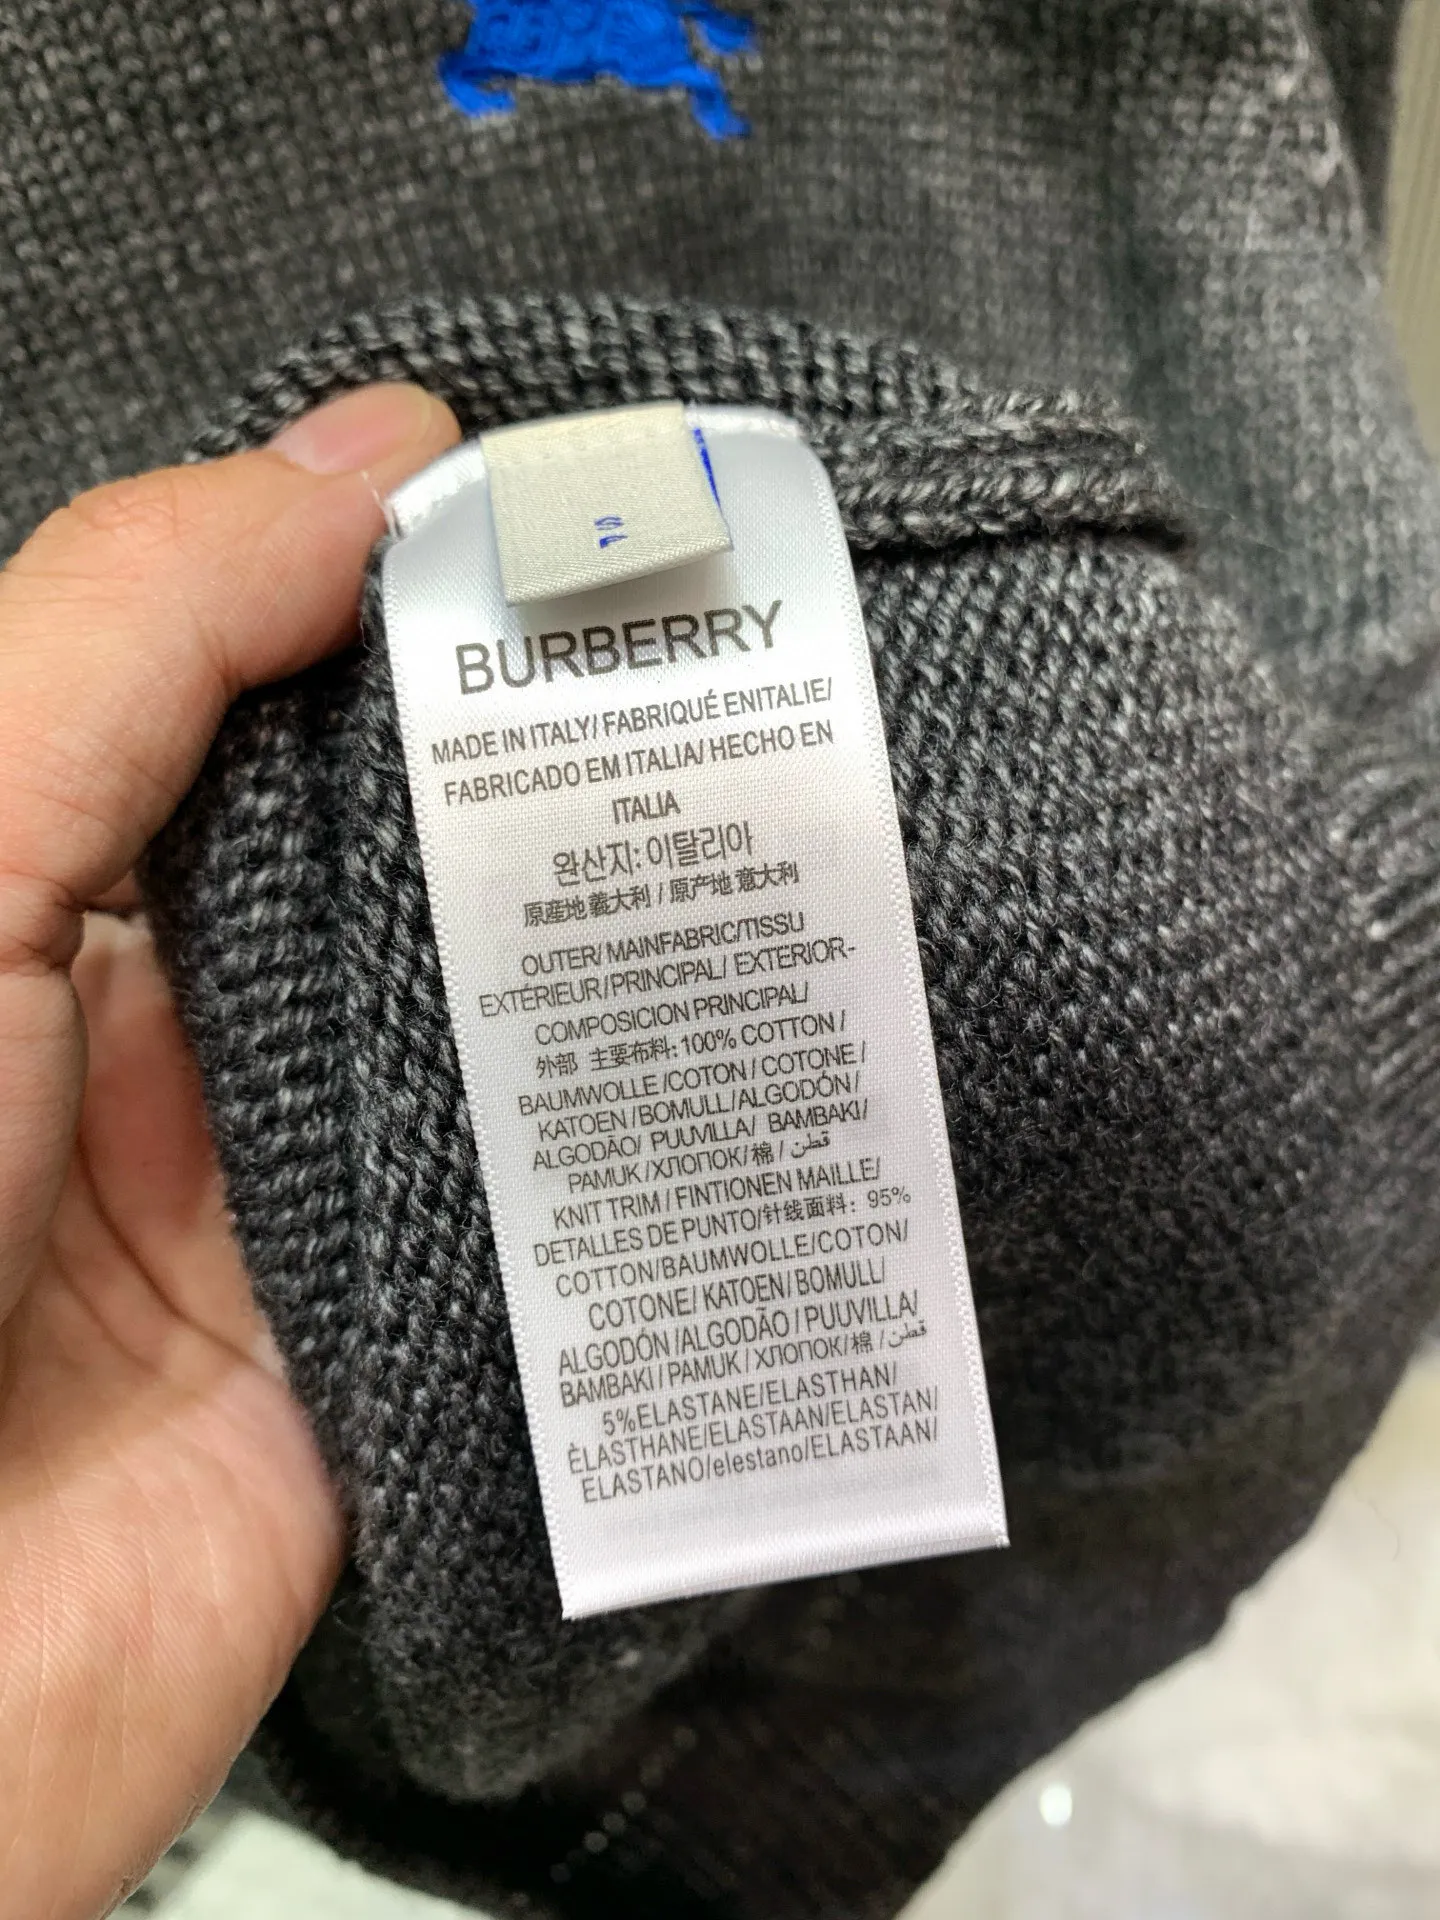 BURBERRY
MADE IN ITALY/ FABRIQUÉ ENITALIE/
FABRICADO EM ITALIA/ HECHO EN
ITALIA
완산지: 이탈리아
原産地 義大利 / 原产地 意大利
OUTER/ MAINFABRIC/TISSU
EXTÉRIEUR/PRINCIPAL/ EXTERIOR-
COMPOSICION PRINCIPAL/
外部 主要布料: 100% COTTON /
BAUMWOLLE /COTON / COTONE /
KATOEN /BOMULL/ALGODÓN /
ALGODÃO/ PUUVILLA/ BAMBAKI/
PAMUK /ХЛОПОК/棉 / قطن
KNIT TRIM / FINTIONEN MAILLE/
DETALLES DE PUNTO/针线面料: 95%
COTTON/BAUMWOLLE/COTON/
COTONE/ KATOEN/ BOMULL/
ALGODÓN /ALGODÃO / PUUVILLA/
BAMBAKI / PAMUK / ХЛОПОК/棉 / قطن
5%ELASTANE/ELASTHAN/
ÈLASTHANE/ELASTAAN/ELASTAN/
ELASTANO/elestano/ELASTAAN/